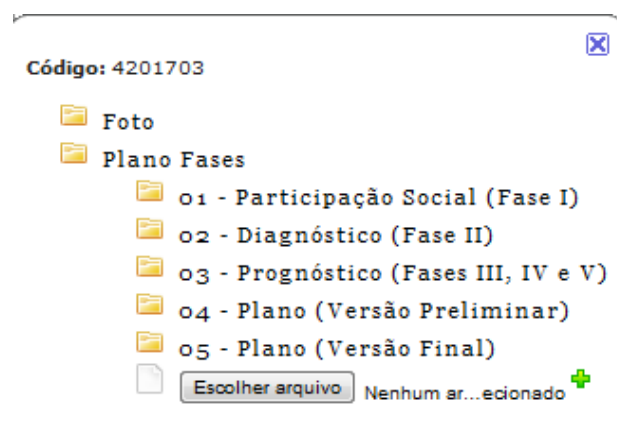 Código: 4201703
Foto
Plano Fases
01 - Participação Social (Fase I)
02 - Diagnóstico (Fase II)
03 - Prognóstico (Fases III, IV e V)
04 - Plano (Versão Preliminar)
05 - Plano (Versão Final)
Escolher arquivo Nenhum ar...ecionado